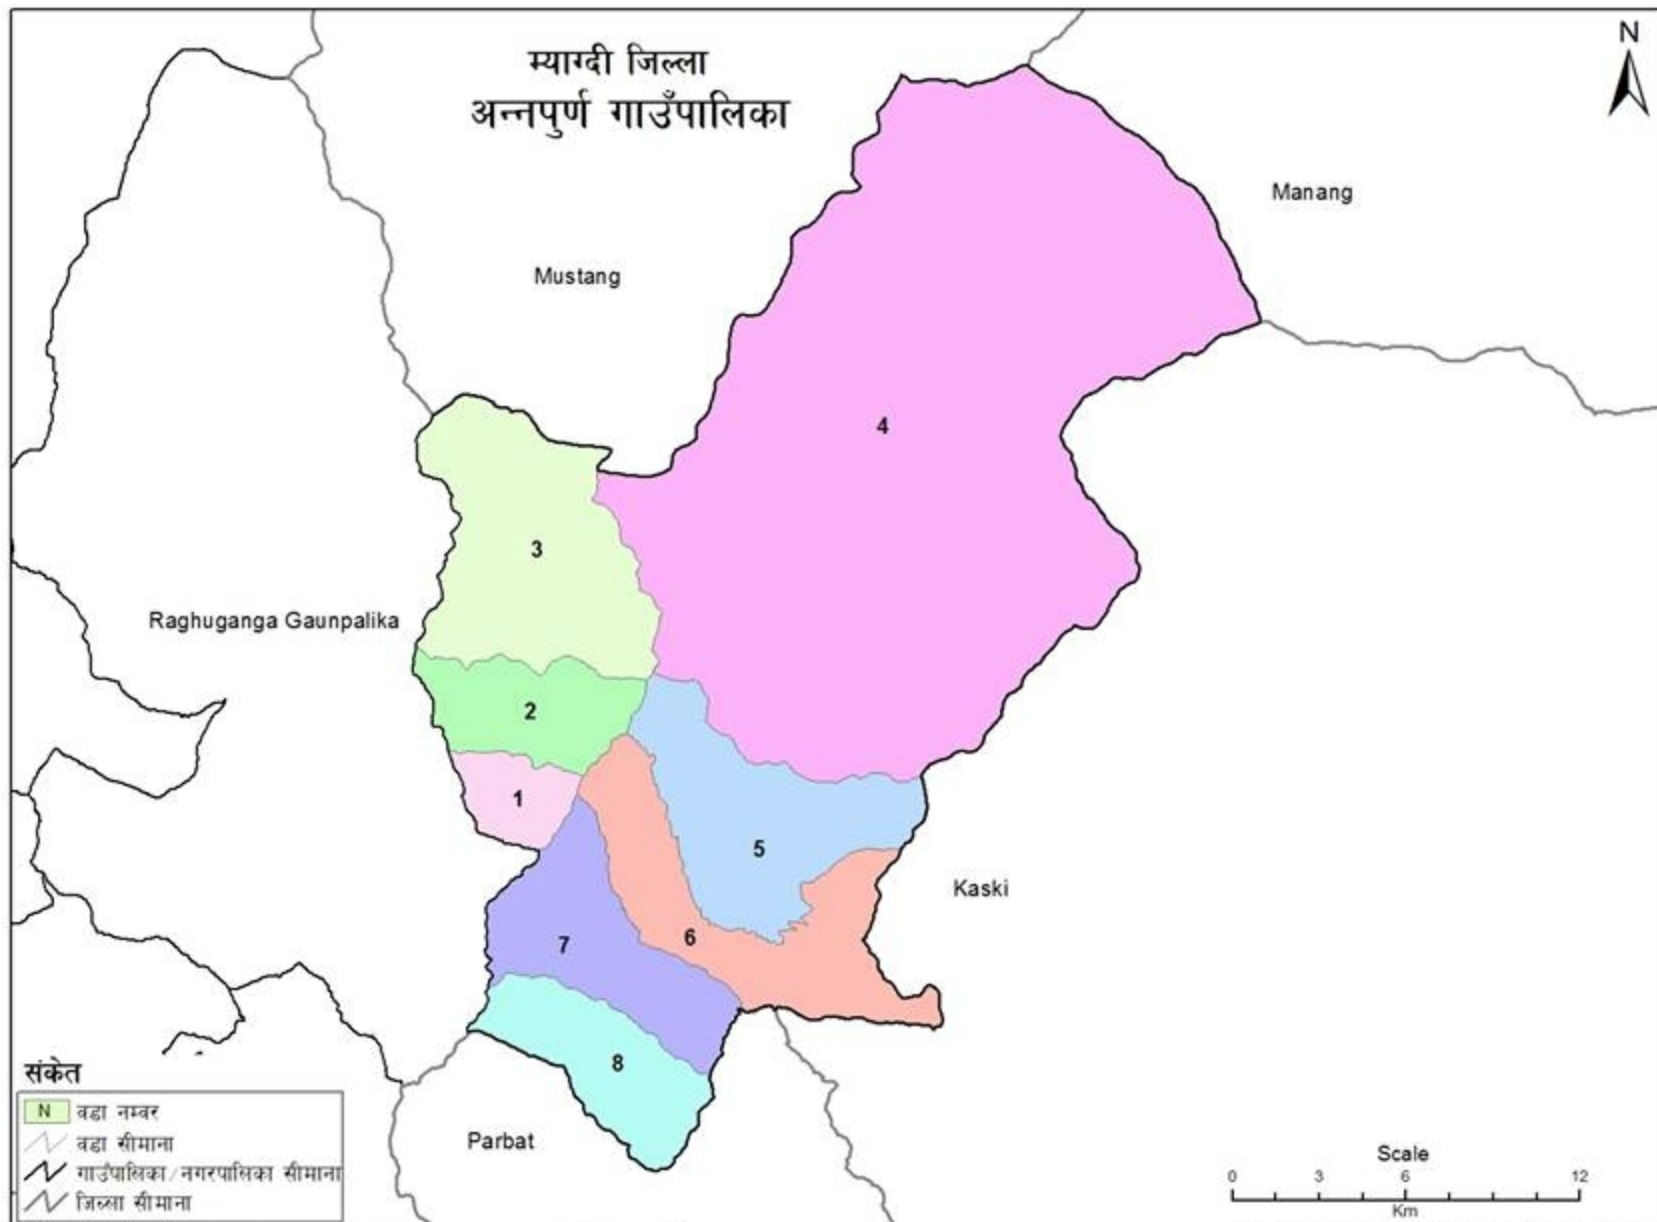 म्याग्दी जिल्ला
अन्नपुर्ण गाउँपालिका
N
Manang
Mustang
4
3
Raghuganga Gaunpalika
2
1
5
Kaski
6
7
8
Parbat
संकेत
N वडा नम्वर
वडा सीमाना
गाउँपालिका/नगरपालिका सीमाना
जिल्ला सीमाना
Scale
0 3 6 12
Km